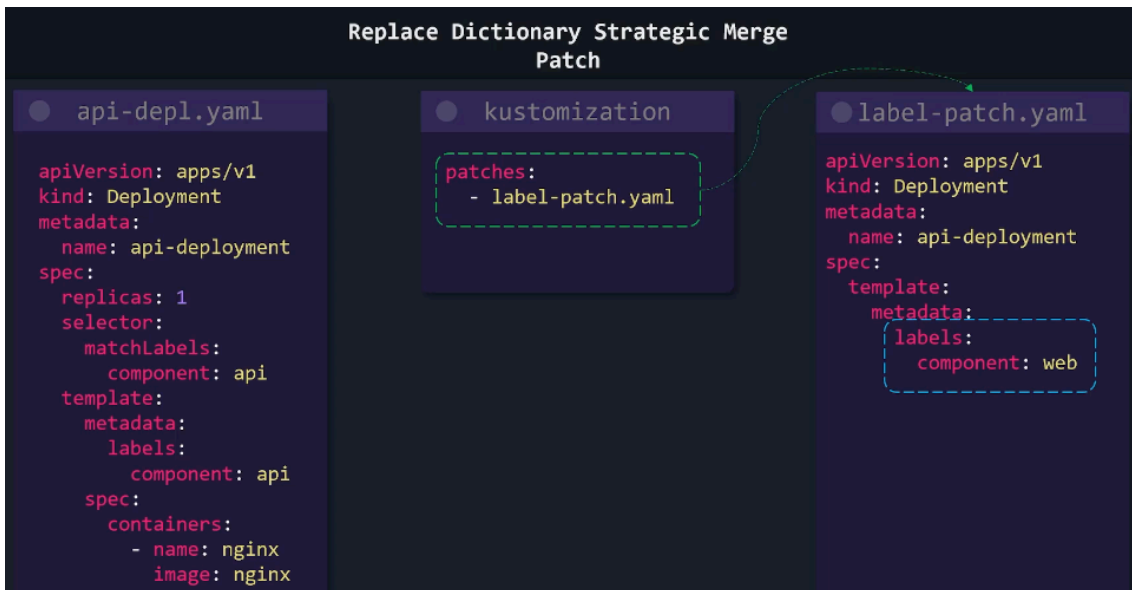 Replace Dictionary Strategic Merge
Patch
api-depl.yaml
apiVersion: apps/v1
kind: Deployment
metadata:
  name: api-deployment
spec:
  replicas: 1
  selector:
    matchLabels:
      component: api
  template:
    metadata:
      labels:
        component: api
    spec:
      containers:
        - name: nginx
          image: nginx
kustomization
patches:
  - label-patch.yaml
label-patch.yaml
apiVersion: apps/v1
kind: Deployment
metadata:
  name: api-deployment
spec:
  template:
    metadata:
      labels:
        component: web